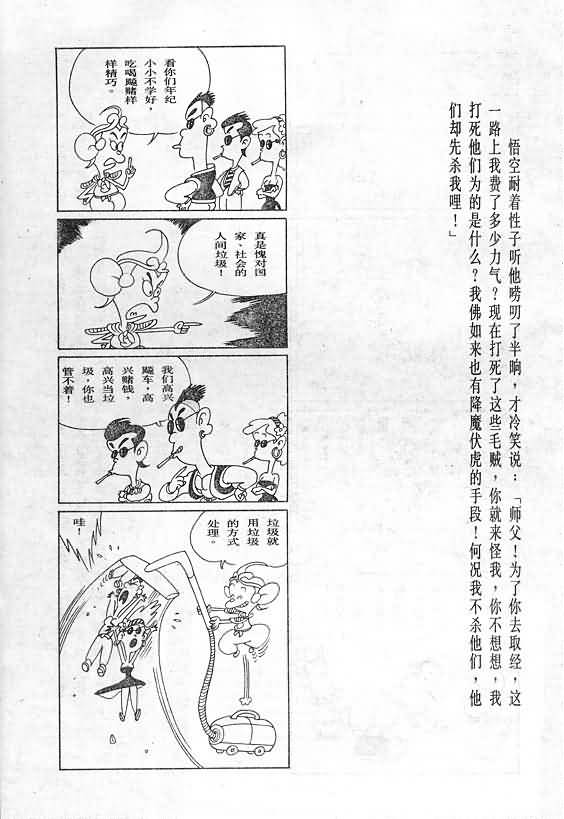 悟空耐着性子听他唠叨了半响，才冷笑说：「师父！为了你去取经，这
一路上我费了多少力气？现在打死了这些毛贼，你就来怪我，你不想想，我
打死他们为的是什么？我佛如来也有降魔伏虎的手段！何况我不杀他们，他
们却先杀我哩！」
看你们年纪
小小不学好，
吃喝飚赌样
样精巧。
真是愧对国
家、社会的
人间垃圾！
我们高兴
飚车，高
兴赌钱，
高兴当垃
圾，你也
管不着！
垃圾就
用垃圾
的方式
处理。
哇！